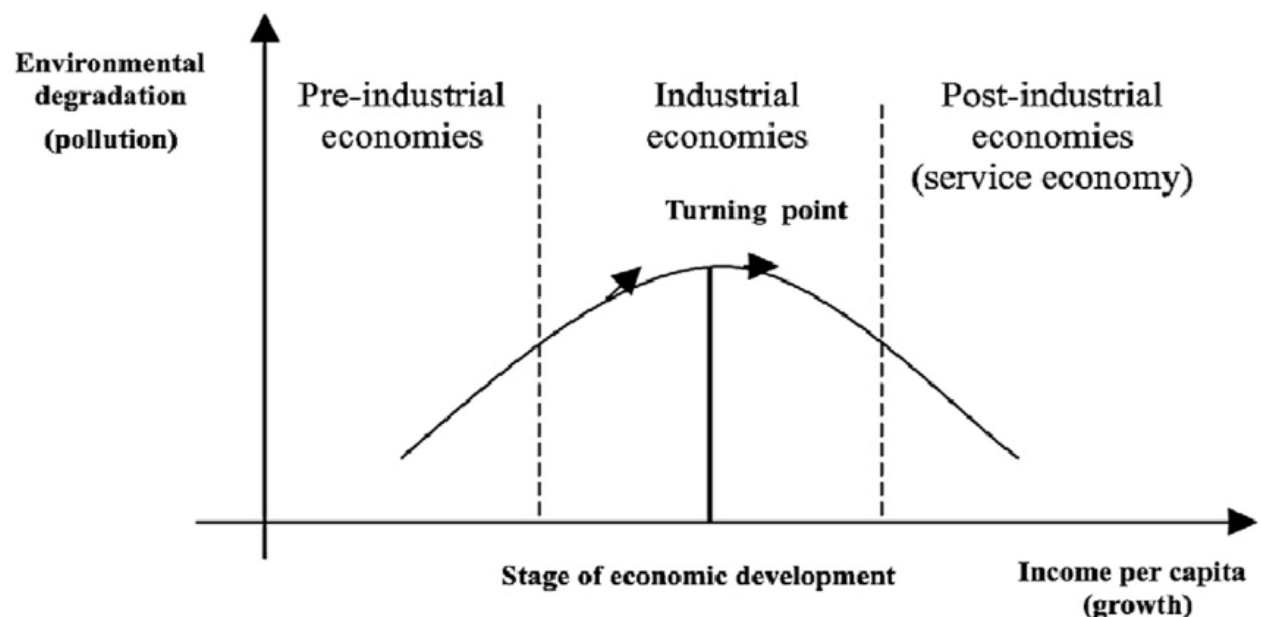 Environmental
degradation
(pollution)
Pre-industrial
economies
Industrial
economies
Post-industrial
economies
(service economy)
Turning point
Stage of economic development
Income per capita
(growth)